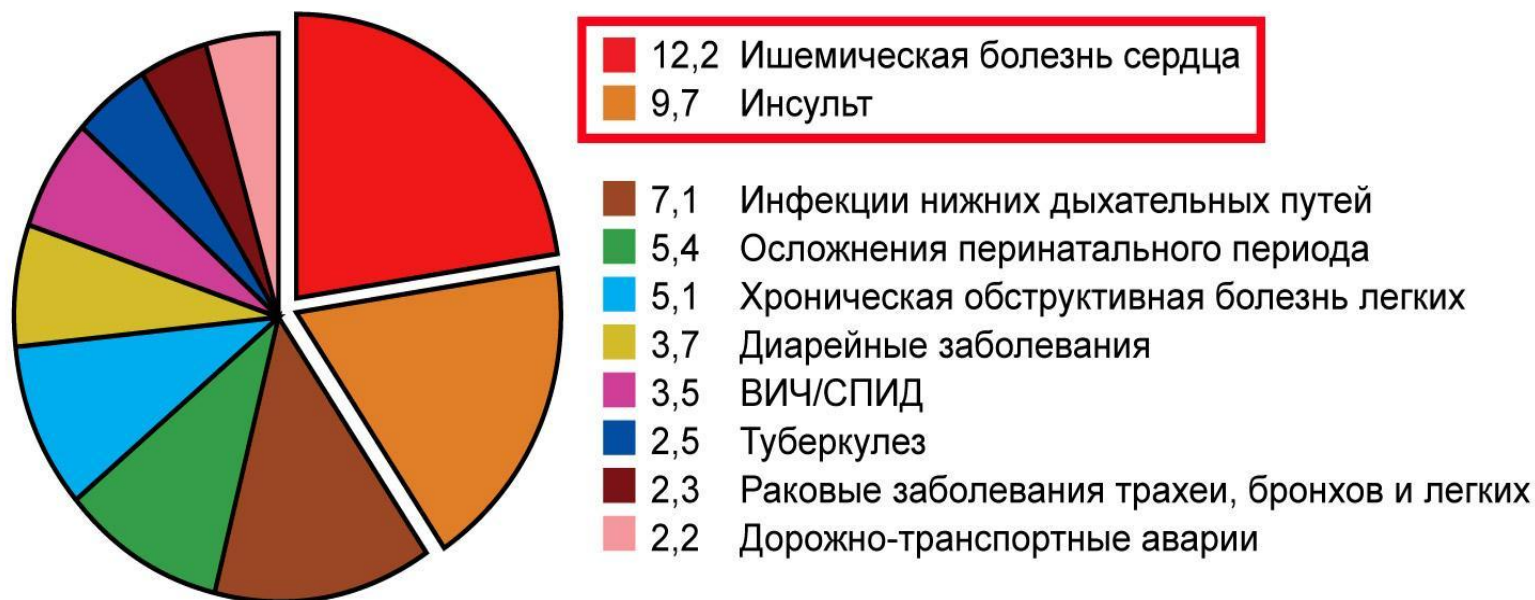 12,2 Ишемическая болезнь сердца
9,7 Инсульт
7,1 Инфекции нижних дыхательных путей
5,4 Осложнения перинатального периода
5,1 Хроническая обструктивная болезнь легких
3,7 Диарейные заболевания
3,5 ВИЧ/СПИД
2,5 Туберкулез
2,3 Раковые заболевания трахеи, бронхов и легких
2,2 Дорожно-транспортные аварии